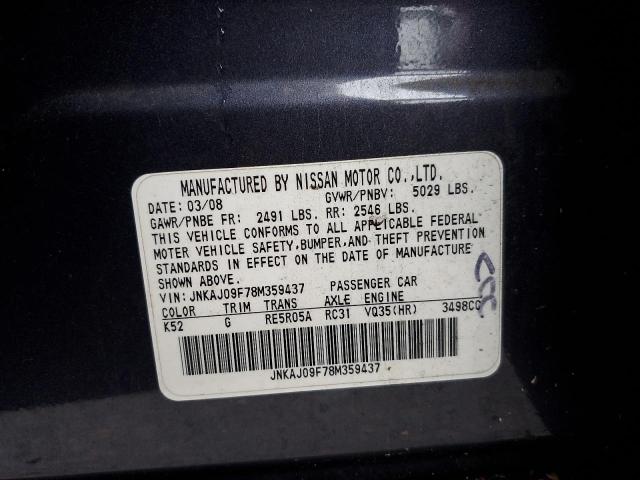 MANUFACTURED BY NISSAN MOTOR CO.,LTD.
DATE: 03/08 GVWR/PNBV: 5029 LBS.
GAWR/PNBE FR: 2491 LBS. RR: 2546 LBS.
THIS VEHICLE CONFORMS TO ALL APPLICABLE FEDERAL
MOTOR VEHICLE SAFETY,BUMPER,AND THEFT PREVENTION
STANDARDS IN EFFECT ON THE DATE OF MANUFACTURE
SHOWN ABOVE.
VIN: JNKAJ09F78M359437 PASSENGER CAR
COLOR TRIM TRANS AXLE ENGINE
K52 G RE5R05A RC31 VQ35(HR) 3498CC
JNKAJ09F78M359437